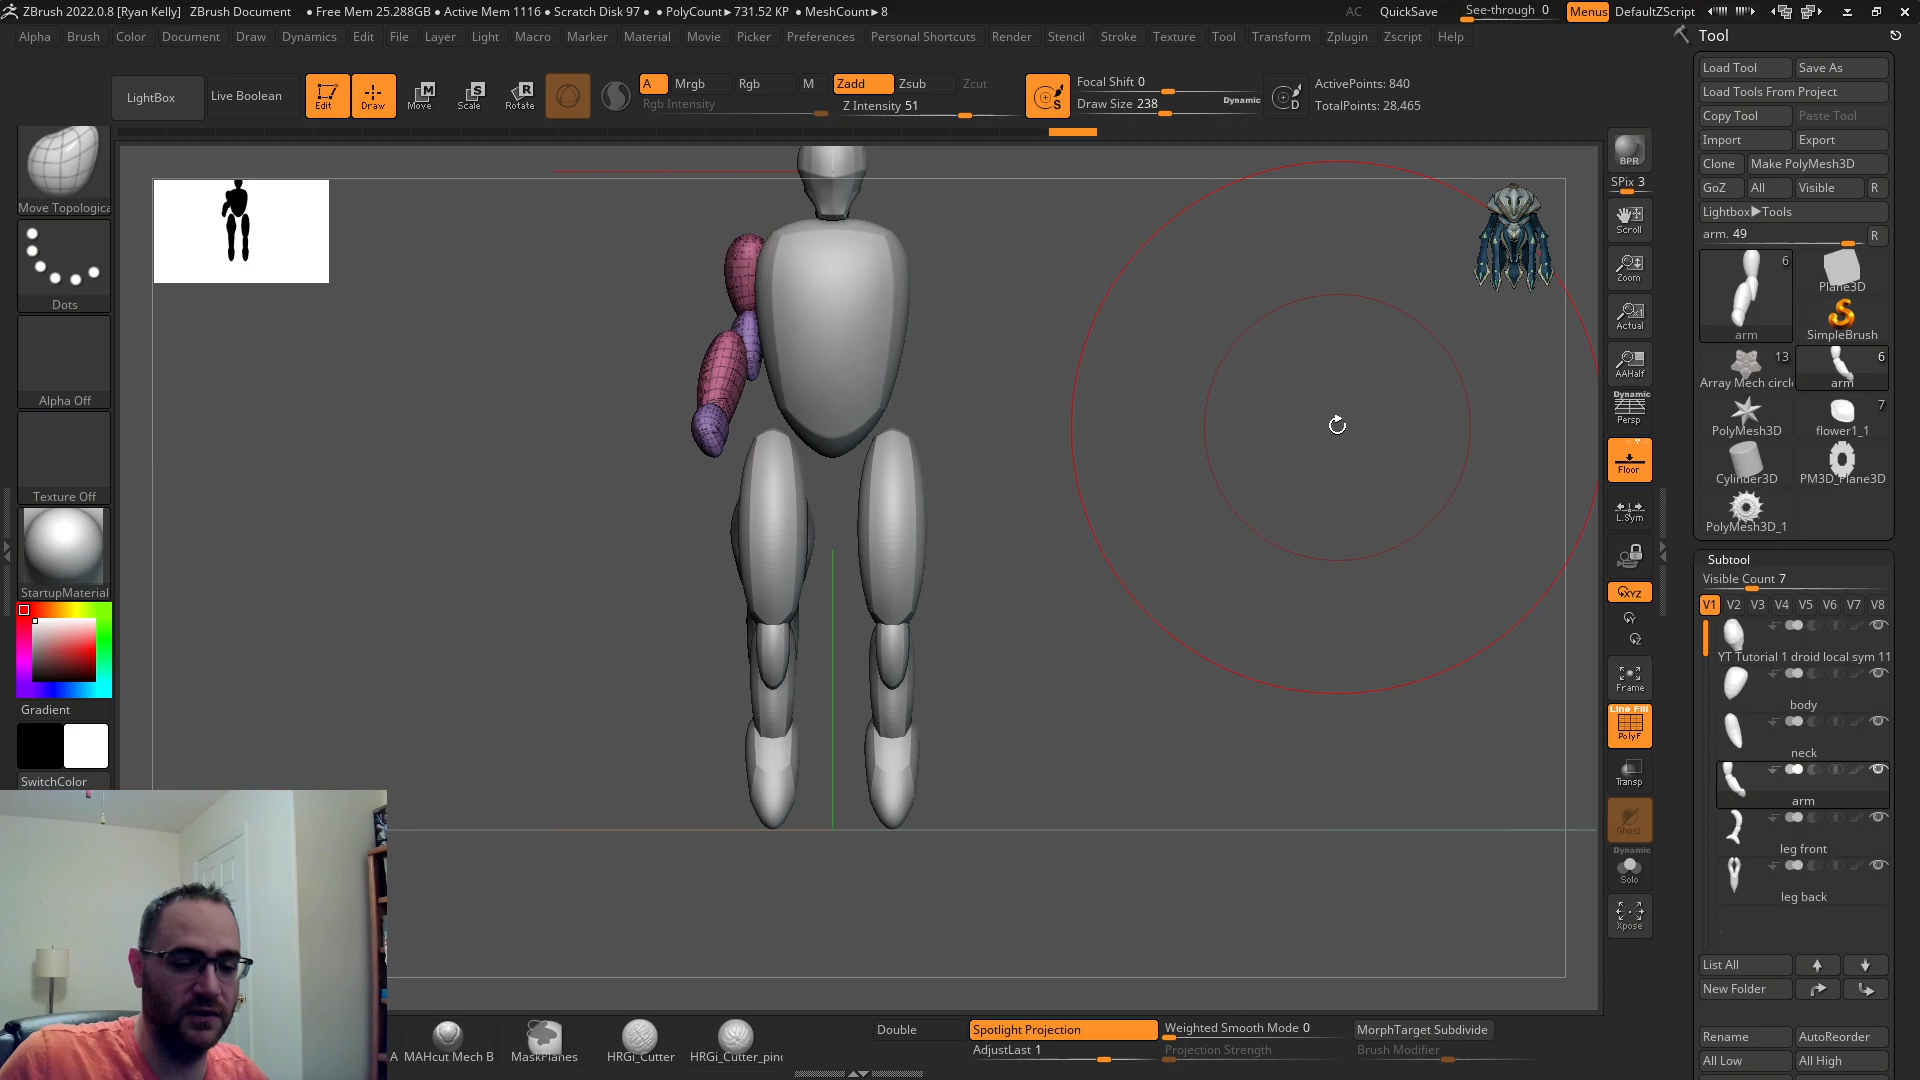 ZBrush 2022.0.8 [Ryan Kelly] ZBrush Document ● Free Mem 25.288GB ● Active Mem 1116 ● Scratch Disk 97 ● ● PolyCount►731.52 KP ● MeshCount►8 AC QuickSave See-through 0 Menus DefaultZScript
Alpha Brush Color Document Draw Dynamics Edit File Layer Light Macro Marker Material Movie Picker Preferences Personal Shortcuts Render Stencil Stroke Texture Tool Transform Zplugin Zscript Help
Tool
LightBox Live Boolean Edit Draw Move Scale Rotate
A Mrgb Rgb M Zadd Zsub Zcut
Rgb Intensity Z Intensity 51
Focal Shift 0
Draw Size 238 Dynamic
ActivePoints: 840
TotalPoints: 28,465
Move Topologica
Dots
Alpha Off
Texture Off
StartupMaterial
Gradient
SwitchColor
BPR
SPix 3
Scroll
Zoom
Actual
AAHalf
Dynamic
Persp
Floor
L.Sym
XYZ
Y
Z
Frame
Line Fill
PolyF
Transp
Ghost
Dynamic
Solo
Xpose
Load Tool Save As
Load Tools From Project
Copy Tool Paste Tool
Import Export
Clone Make PolyMesh3D
GoZ All Visible R
Lightbox►Tools
arm. 49 R
6
arm Plane3D
SimpleBrush
13 6
Array Mech circl arm
7
PolyMesh3D flower1_1
Cylinder3D PM3D_Plane3D
PolyMesh3D_1
Subtool
Visible Count 7
V1 V2 V3 V4 V5 V6 V7 V8
YT Tutorial 1 droid local sym 11
body
neck
arm
leg front
leg back
List All
New Folder
Rename AutoReorder
All Low All High
A MAHcut Mech B MaskPlanes HRGi_Cutter HRGi_Cutter_pinc
Double Spotlight Projection Weighted Smooth Mode 0 MorphTarget Subdivide
AdjustLast 1 Projection Strength Brush Modifier